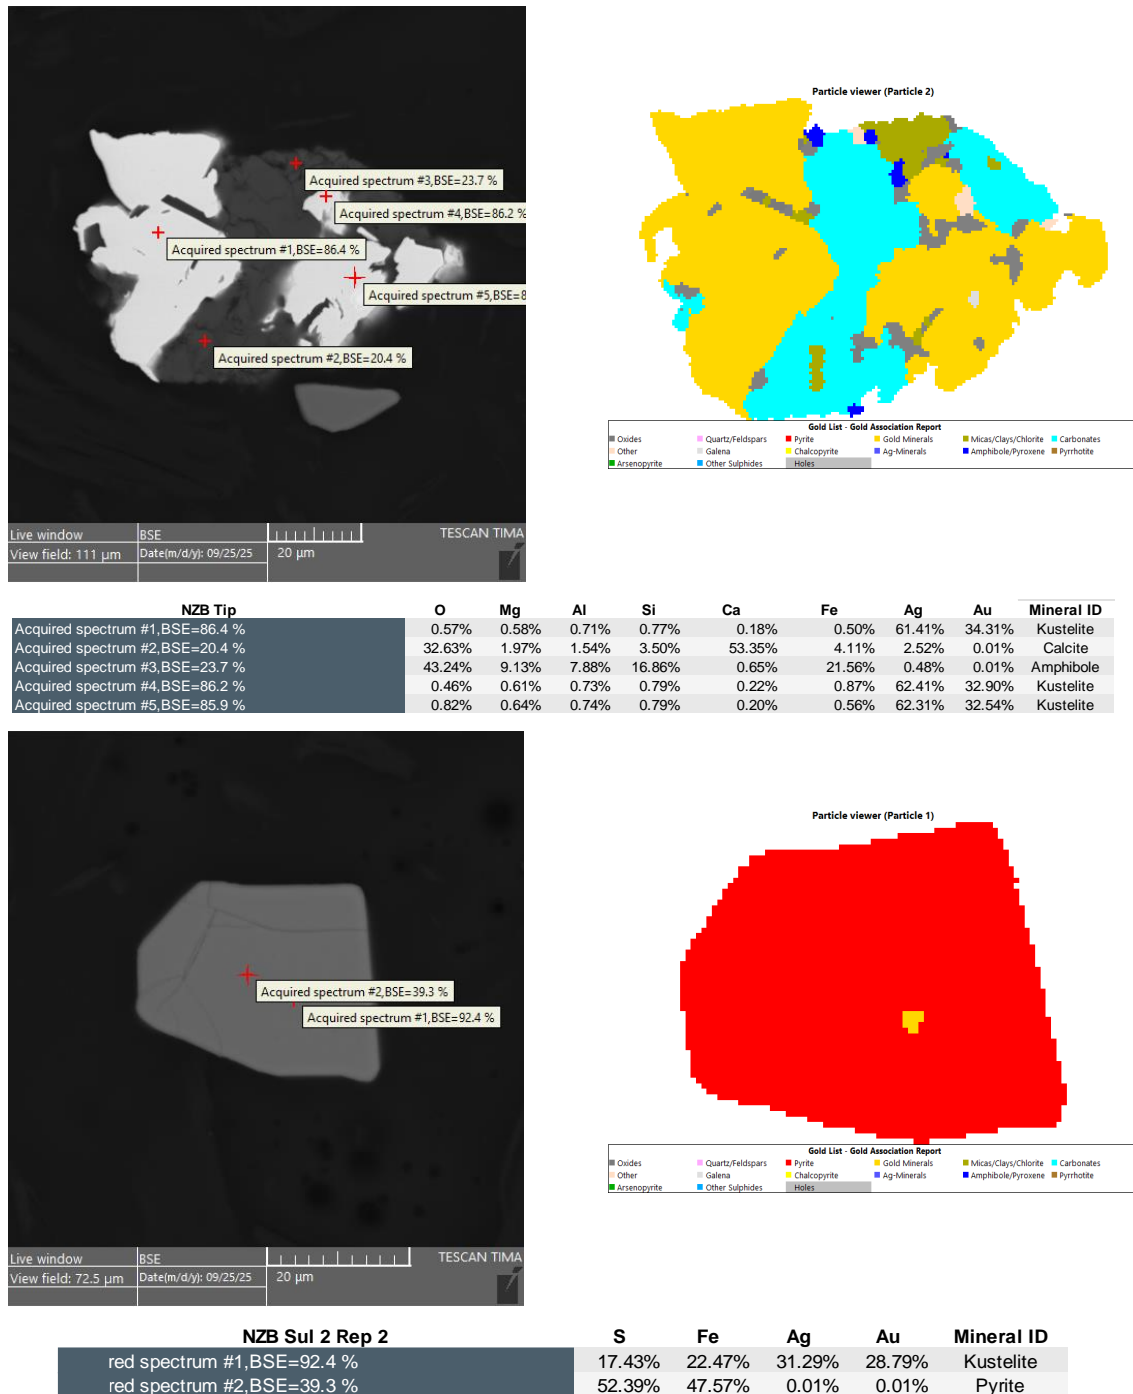 Particle viewer (Particle 2)
Acquired spectrum #3,BSE=23.7 %
Acquired spectrum #4,BSE=86.2 %
Acquired spectrum #1,BSE=86.4 %
Acquired spectrum #5,BSE=8
Acquired spectrum #2,BSE=20.4 %
Gold List - Gold Association Report
Oxides Quartz/Feldspars Pyrite Gold Minerals Micas/Clays/Chlorite Carbonates
Other Galena Chalcopyrite Ag-Minerals Amphibole/Pyroxene Pyrrhotite
Arsenopyrite Other Sulphides Holes
Live window BSE TESCAN TIMA
View field: 111 µm Date(m/d/y): 09/25/25 20 µm
NZB Tip O Mg Al Si Ca Fe Ag Au Mineral ID
Acquired spectrum #1,BSE=86.4 % 0.57% 0.58% 0.71% 0.77% 0.18% 0.50% 61.41% 34.31% Kustelite
Acquired spectrum #2,BSE=20.4 % 32.63% 1.97% 1.54% 3.50% 53.35% 4.11% 2.52% 0.01% Calcite
Acquired spectrum #3,BSE=23.7 % 43.24% 9.13% 7.88% 16.86% 0.65% 21.56% 0.48% 0.01% Amphibole
Acquired spectrum #4,BSE=86.2 % 0.46% 0.61% 0.73% 0.79% 0.22% 0.87% 62.41% 32.90% Kustelite
Acquired spectrum #5,BSE=85.9 % 0.82% 0.64% 0.74% 0.79% 0.20% 0.56% 62.31% 32.54% Kustelite
Particle viewer (Particle 1)
Acquired spectrum #2,BSE=39.3 %
Acquired spectrum #1,BSE=92.4 %
Gold List - Gold Association Report
Oxides Quartz/Feldspars Pyrite Gold Minerals Micas/Clays/Chlorite Carbonates
Other Galena Chalcopyrite Ag-Minerals Amphibole/Pyroxene Pyrrhotite
Arsenopyrite Other Sulphides Holes
Live window BSE TESCAN TIMA
View field: 72.5 µm Date(m/d/y): 09/25/25 20 µm
NZB Sul 2 Rep 2 S Fe Ag Au Mineral ID
red spectrum #1,BSE=92.4 % 17.43% 22.47% 31.29% 28.79% Kustelite
red spectrum #2,BSE=39.3 % 52.39% 47.57% 0.01% 0.01% Pyrite